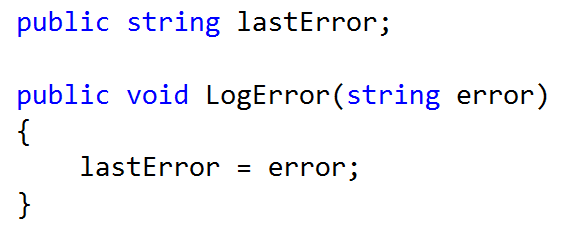 public string lastError;
public void LogError(string error)
{
    lastError = error;
}